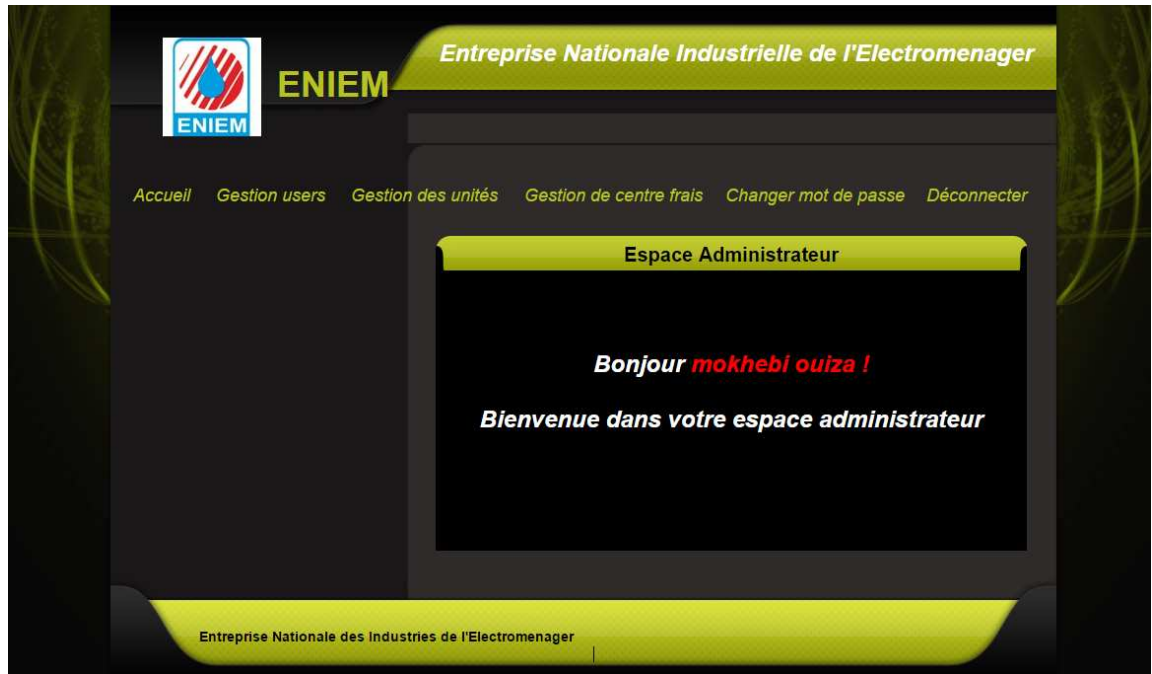 Entreprise Nationale Industrielle de l'Electromenager
ENIEM
ENIEM
Accueil Gestion users Gestion des unités Gestion de centre frais Changer mot de passe Déconnecter
Espace Administrateur
Bonjour mokhebi ouiza !
Bienvenue dans votre espace administrateur
Entreprise Nationale des Industries de l'Electromenager